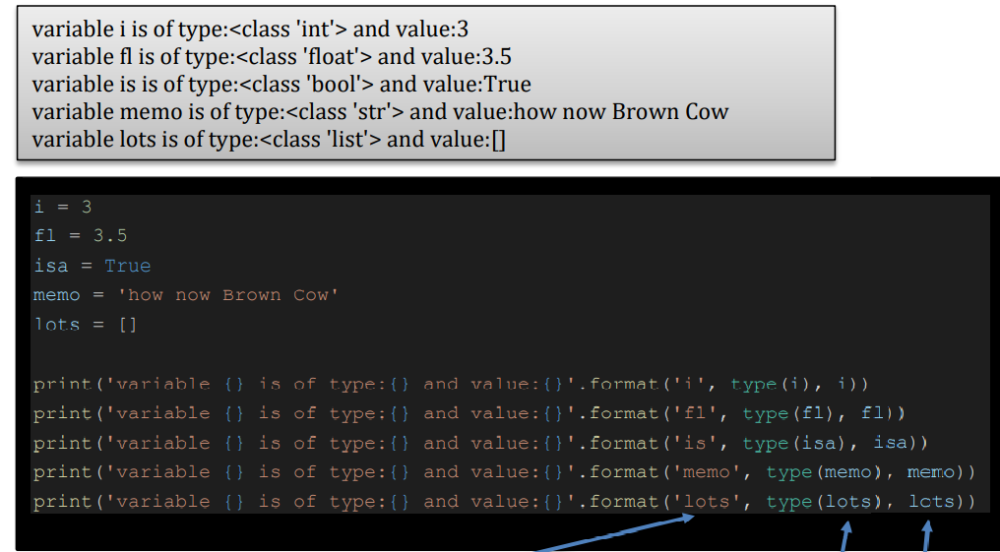 variable i is of type:<class 'int'> and value:3
variable fl is of type:<class 'float'> and value:3.5
variable is is of type:<class 'bool'> and value:True
variable memo is of type:<class 'str'> and value:how now Brown Cow
variable lots is of type:<class 'list'> and value:[]
i = 3
fl = 3.5
isa = True
memo = 'how now Brown Cow'
lots = []
print('variable {} is of type:{} and value:{}'.format('i', type(i), i))
print('variable {} is of type:{} and value:{}'.format('fl', type(fl), fl))
print('variable {} is of type:{} and value:{}'.format('is', type(isa), isa))
print('variable {} is of type:{} and value:{}'.format('memo', type(memo), memo))
print('variable {} is of type:{} and value:{}'.format('lots', type(lots), lots))